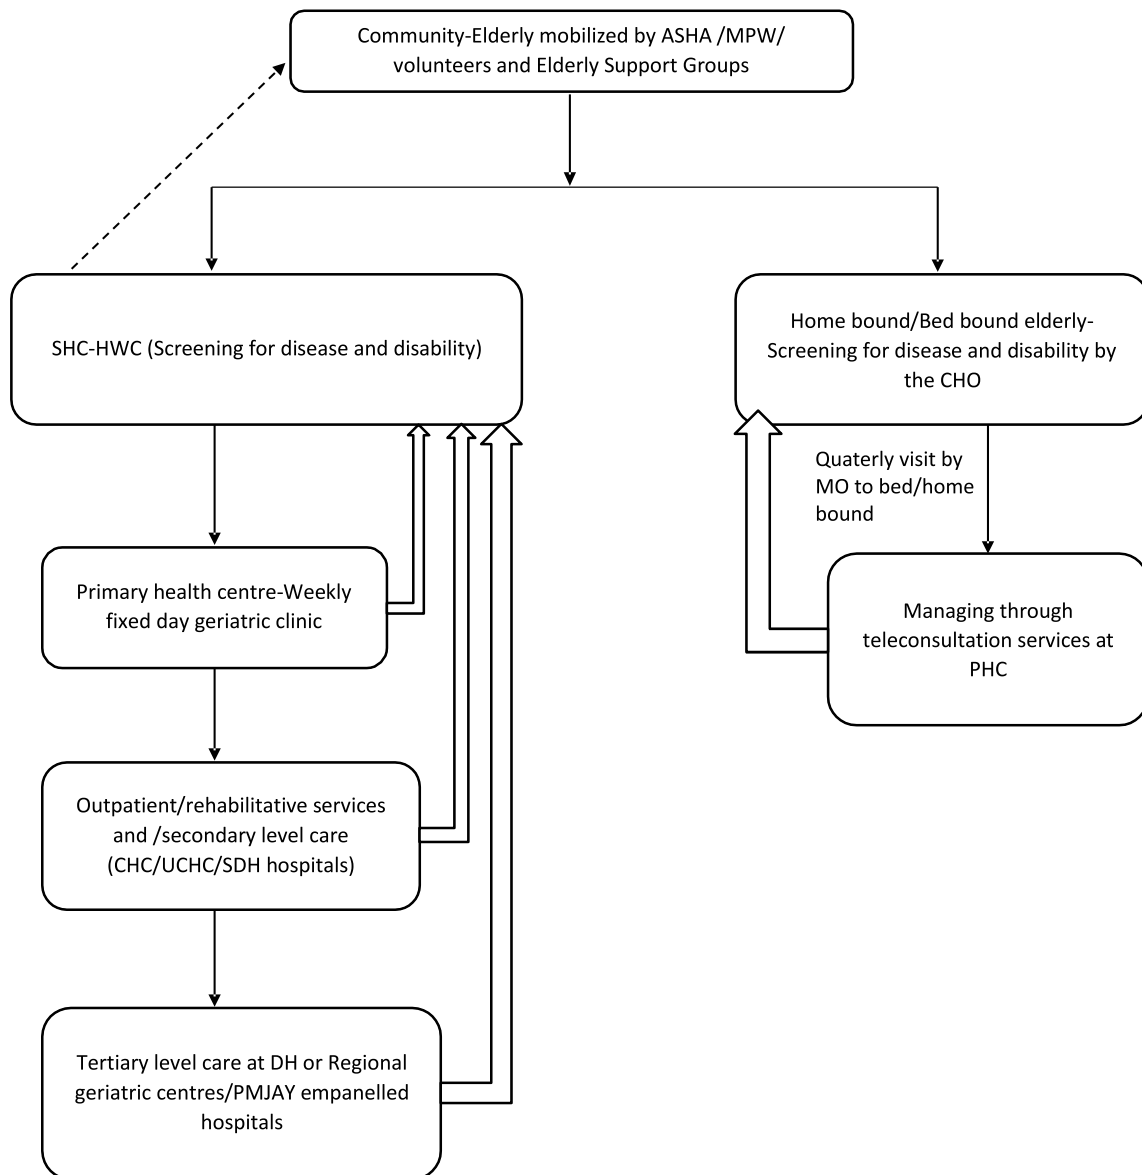 Community-Elderly mobilized by ASHA /MPW/
volunteers and Elderly Support Groups
SHC-HWC (Screening for disease and disability)
Home bound/Bed bound elderly-
Screening for disease and disability by
the CHO
Quaterly visit by
MO to bed/home
bound
Primary health centre-Weekly
fixed day geriatric clinic
Managing through
teleconsultation services at
PHC
Outpatient/rehabilitative services
and /secondary level care
(CHC/UCHC/SDH hospitals)
Tertiary level care at DH or Regional
geriatric centres/PMJAY empanelled
hospitals